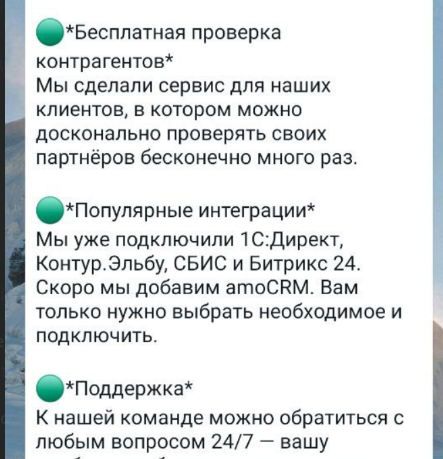 *Бесплатная проверка
контрагентов*
Мы сделали сервис для наших
клиентов, в котором можно
досконально проверять своих
партнёров бесконечно много раз.
*Популярные интеграции*
Мы уже подключили 1С:Директ,
Контур.Эльбу, СБИС и Битрикс 24.
Скоро мы добавим amoCRM. Вам
только нужно выбрать необходимое и
подключить.
*Поддержка*
К нашей команде можно обратиться с
любым вопросом 24/7 — вашу